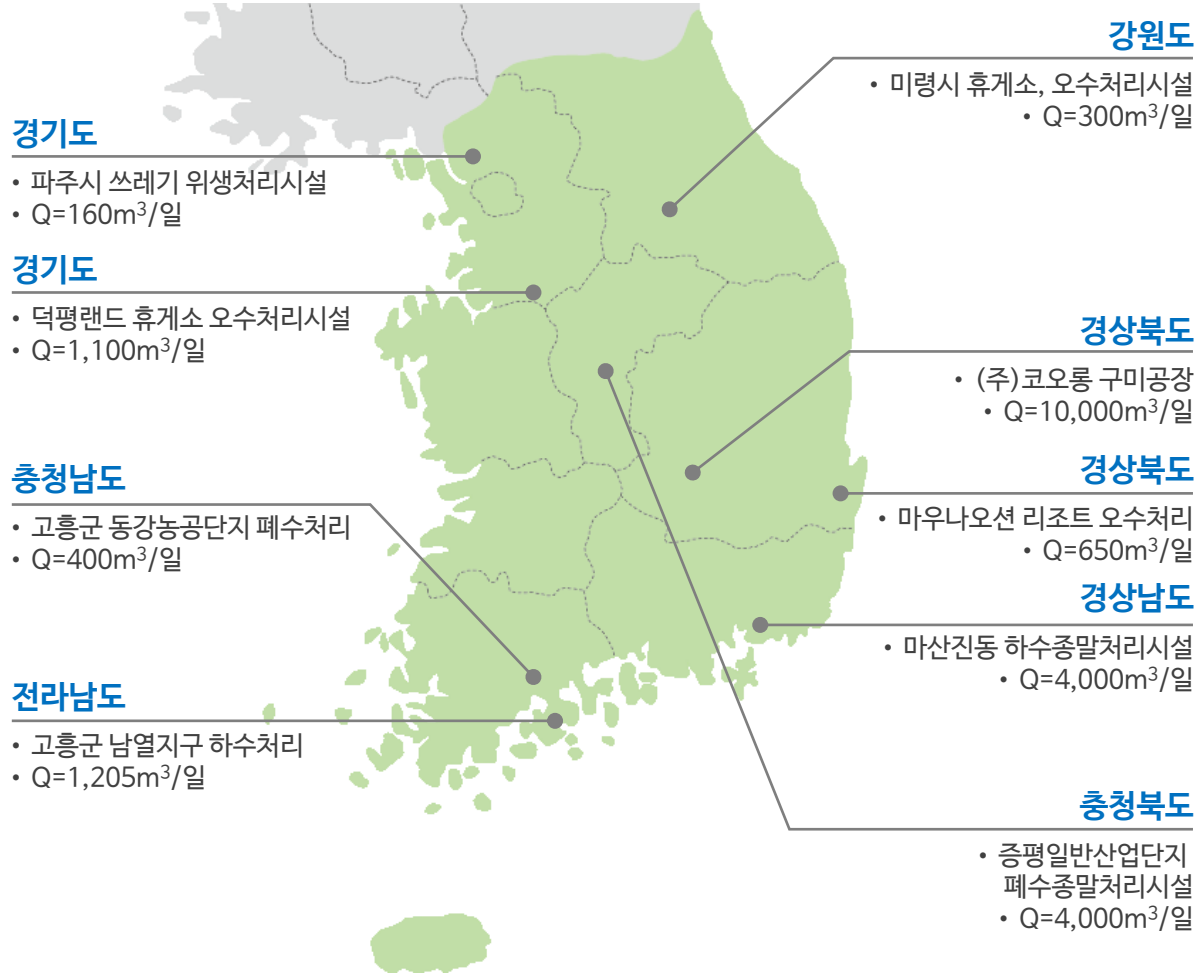 경기도
• 파주시 쓰레기 위생처리시설
• Q=160m³/일
경기도
• 덕평랜드 휴게소 오수처리시설
• Q=1,100m³/일
충청남도
• 고흥군 동강농공단지 폐수처리
• Q=400m³/일
전라남도
• 고흥군 남열지구 하수처리
• Q=1,205m³/일
강원도
• 미령시 휴게소, 오수처리시설
• Q=300m³/일
경상북도
• (주)코오롱 구미공장
• Q=10,000m³/일
경상북도
• 마우나오션 리조트 오수처리
• Q=650m³/일
경상남도
• 마산진동 하수종말처리시설
• Q=4,000m³/일
충청북도
• 증평일반산업단지
폐수종말처리시설
• Q=4,000m³/일